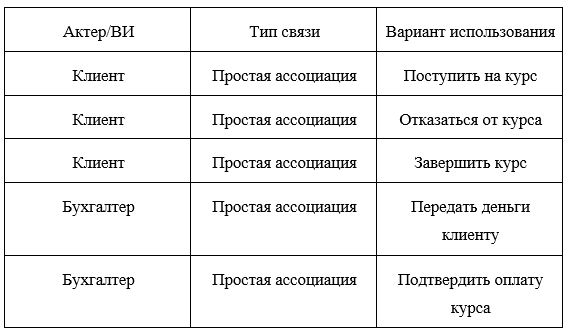 Актер/ВИ Тип связи Вариант использования
Клиент Простая ассоциация Поступить на курс
Клиент Простая ассоциация Отказаться от курса
Клиент Простая ассоциация Завершить курс
Бухгалтер Простая ассоциация Передать деньги
клиенту
Бухгалтер Простая ассоциация Подтвердить оплату
курса